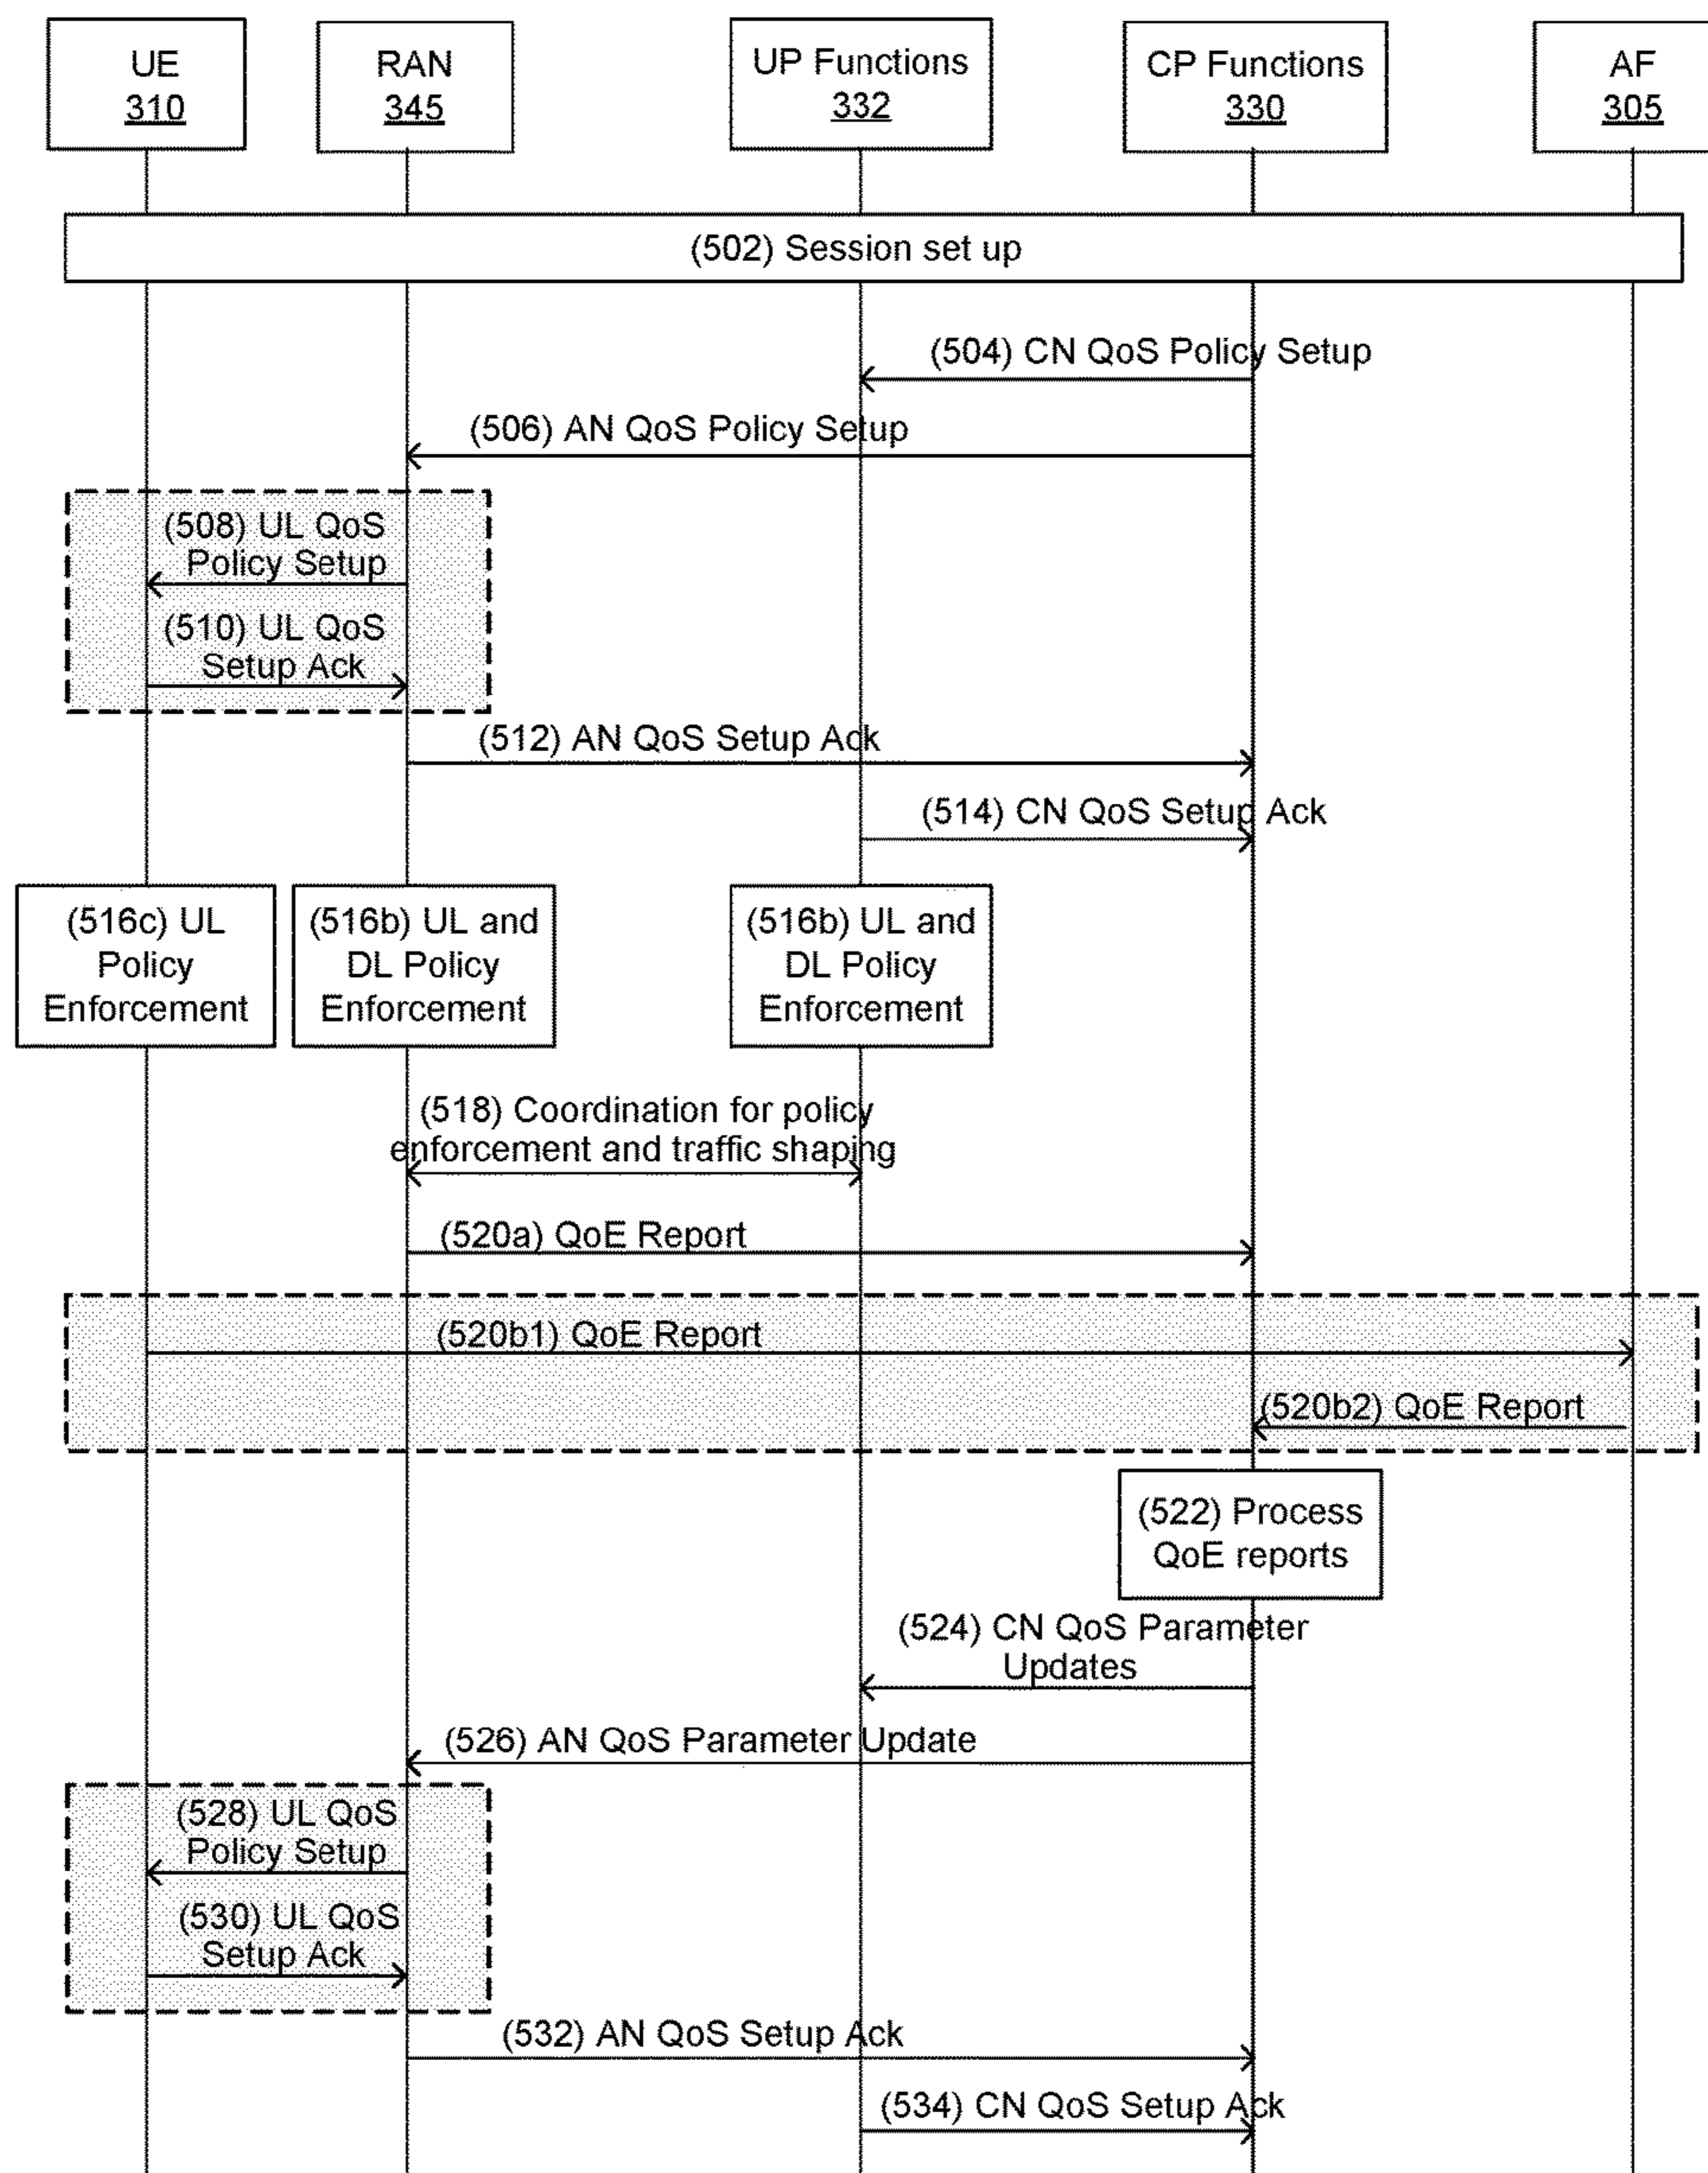 UE
310
RAN
345
UP Functions
332
CP Functions
330
AF
305
(502) Session set up
(504) CN QoS Policy Setup
(506) AN QoS Policy Setup
(508) UL QoS
Policy Setup
(510) UL QoS
Setup Ack
(512) AN QoS Setup Ack
(514) CN QoS Setup Ack
(516c) UL
Policy
Enforcement
(516b) UL and
DL Policy
Enforcement
(516b) UL and
DL Policy
Enforcement
(518) Coordination for policy
enforcement and traffic shaping
(520a) QoE Report
(520b1) QoE Report
(520b2) QoE Report
(522) Process
QoE reports
(524) CN QoS Parameter
Updates
(526) AN QoS Parameter Update
(528) UL QoS
Policy Setup
(530) UL QoS
Setup Ack
(532) AN QoS Setup Ack
(534) CN QoS Setup Ack